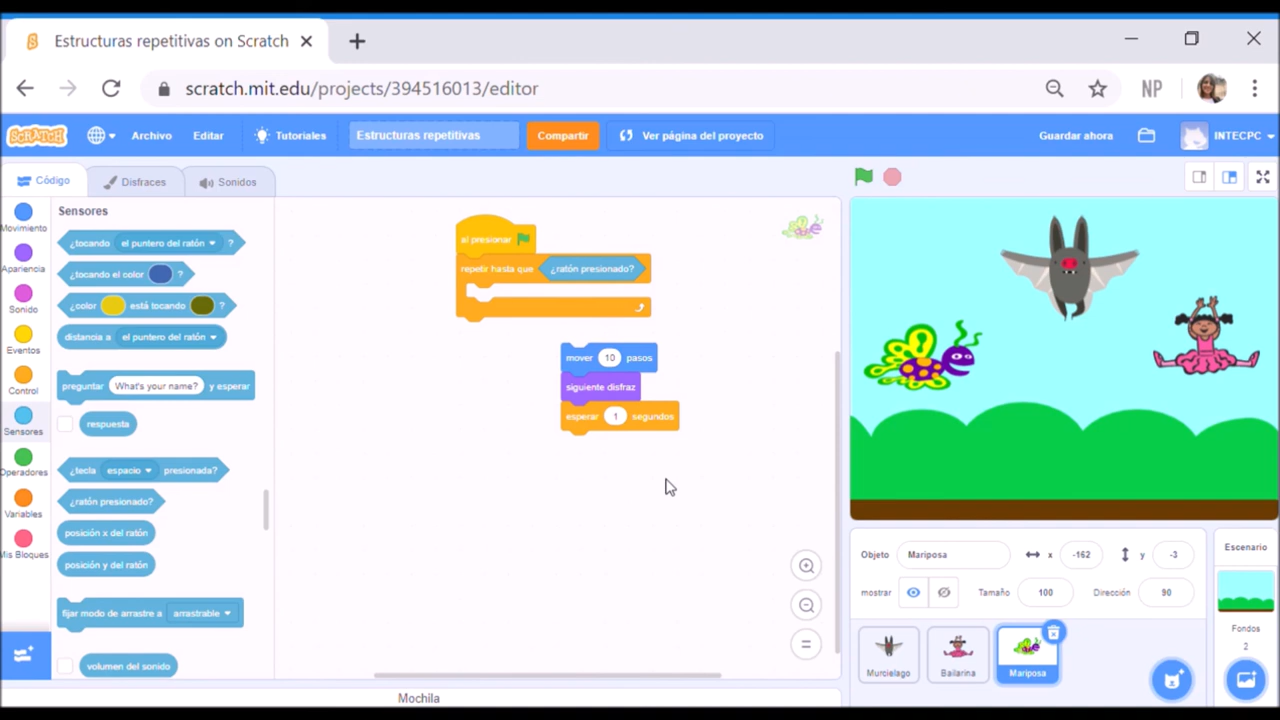 Estructuras repetitivas on Scratch
scratch.mit.edu/projects/394516013/editor
NP
SCRATCH
Archivo
Editar
Tutoriales
Estructuras repetitivas
Compartir
Ver página del proyecto
Guardar ahora
INTECPC
Código
Disfraces
Sonidos
Movimiento
Apariencia
Sonido
Eventos
Control
Sensores
Operadores
Variables
Mis Bloques
Sensores
¿tocando el puntero del ratón ?
¿tocando el color ?
¿color está tocando ?
distancia a el puntero del ratón
preguntar What's your name? y esperar
respuesta
¿tecla espacio presionada?
¿ratón presionado?
posición x del ratón
posición y del ratón
fijar modo de arrastre a arrastrable
volumen del sonido
al presionar
repetir hasta que ¿ratón presionado?
mover 10 pasos
siguiente disfraz
esperar 1 segundos
Objeto Mariposa x -162 y -3
mostrar Tamaño 100 Dirección 90
Murcielago
Bailarina
Mariposa
Escenario
Fondos
2
Mochila